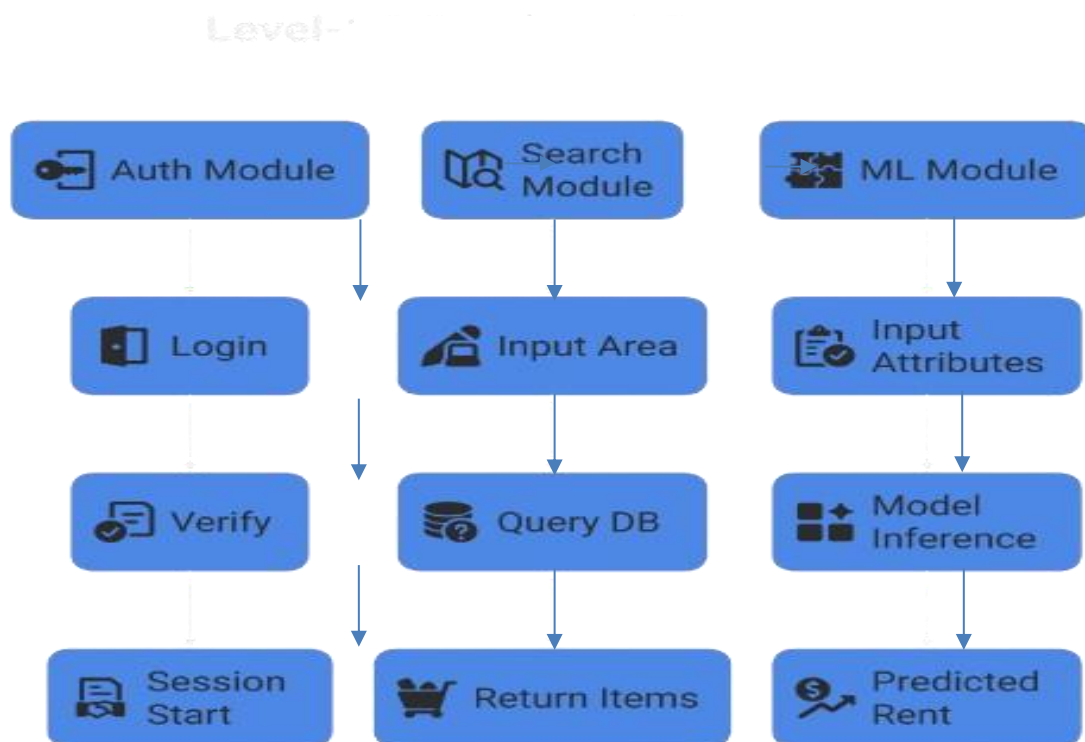 Level-
Auth Module
Search
Module
ML Module
Login
Input Area
Input
Attributes
Verify
Query DB
Model
Inference
Session
Start
Return Items
Predicted
Rent